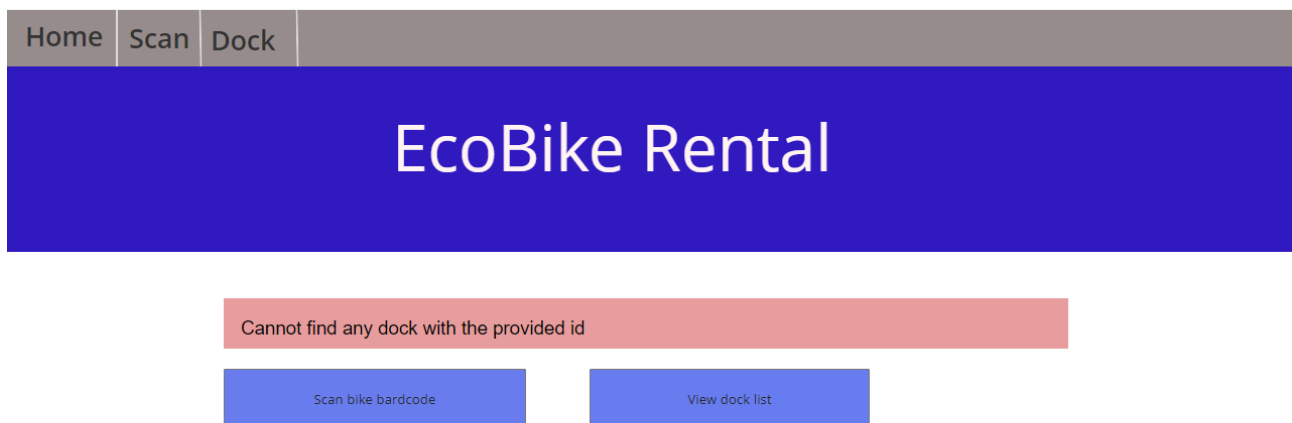 Home Scan Dock
EcoBike Rental
Cannot find any dock with the provided id
Scan bike bardcode View dock list